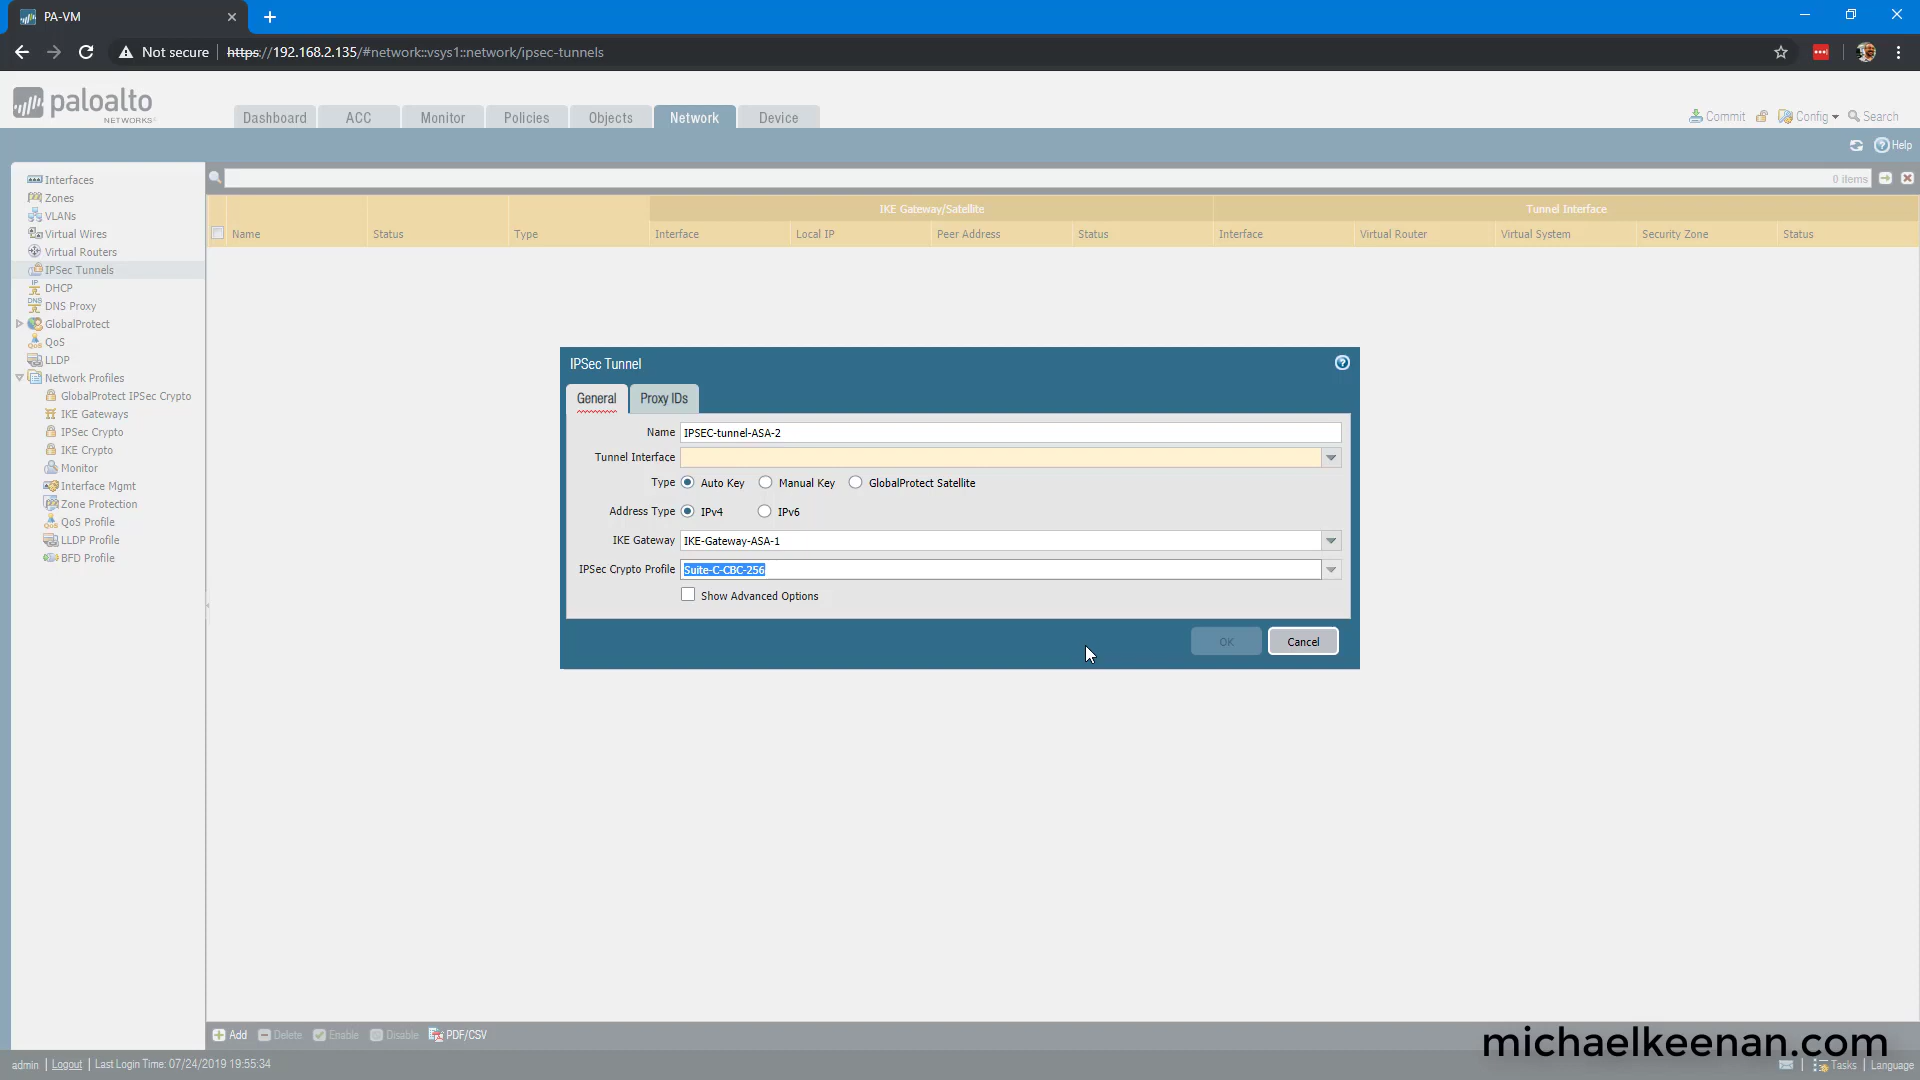 PA-VM
Not secure
https://192.168.2.135/#network::vsys1::network/ipsec-tunnels
paloalto
NETWORKS
Dashboard
ACC
Monitor
Policies
Objects
Network
Device
Commit
Config
Search
Help
Interfaces
Zones
VLANs
Virtual Wires
Virtual Routers
IPSec Tunnels
DHCP
DNS Proxy
GlobalProtect
QoS
LLDP
Network Profiles
GlobalProtect IPSec Crypto
IKE Gateways
IPSec Crypto
IKE Crypto
Monitor
Interface Mgmt
Zone Protection
QoS Profile
LLDP Profile
BFD Profile
0 items
IKE Gateway/Satellite
Tunnel Interface
Name
Status
Type
Interface
Local IP
Peer Address
Status
Interface
Virtual Router
Virtual System
Security Zone
Status
IPSec Tunnel
General
Proxy IDs
Name IPSEC-tunnel-ASA-2
Tunnel Interface
Type Auto Key Manual Key GlobalProtect Satellite
Address Type IPv4 IPv6
IKE Gateway IKE-Gateway-ASA-1
IPSec Crypto Profile Suite-C-CBC-256
Show Advanced Options
OK
Cancel
Add
Delete
Enable
Disable
PDF/CSV
michaelkeenan.com
admin | Logout | Last Login Time: 07/24/2019 19:55:34
Tasks | Language